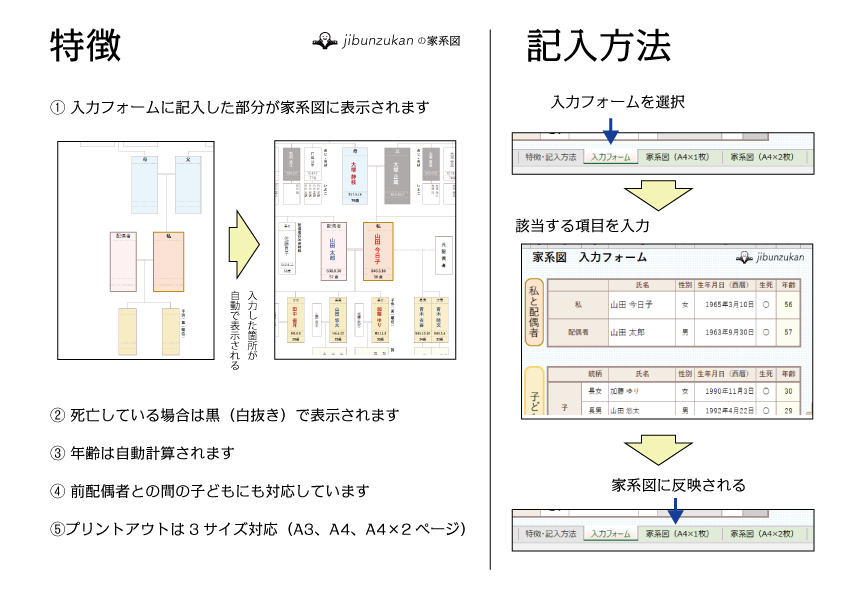 特徴
jibunzukan の家系図
① 入力フォームに記入した部分が家系図に表示されます
母
父
配偶者
私
入力した箇所が
自動で表示される
母
父
大塚 静枝
大塚 正蔵
配偶者
私
山田 太郎
山田 今日子
② 死亡している場合は黒（白抜き）で表示されます
③ 年齢は自動計算されます
④ 前配偶者との間の子どもにも対応しています
⑤プリントアウトは３サイズ対応（A3、A4、A4×２ページ）
記入方法
入力フォームを選択
特徴・記入方法 入力フォーム 家系図（A4×1枚） 家系図（A4×2枚）
該当する項目を入力
家系図 入力フォーム
jibunzukan
私と配偶者
氏名 性別 生年月日（西暦） 生死 年齢
私 山田 今日子 女 1965年3月10日 〇 56
配偶者 山田 太郎 男 1963年9月30日 〇 57
子ど
続柄 氏名 性別 生年月日（西暦） 生死 年齢
子
長女 加藤 ゆり 女 1990年11月3日 〇 30
長男 山田 悠太 男 1992年4月22日 〇 29
家系図に反映される
特徴・記入方法 入力フォーム 家系図（A4×1枚） 家系図（A4×2枚）